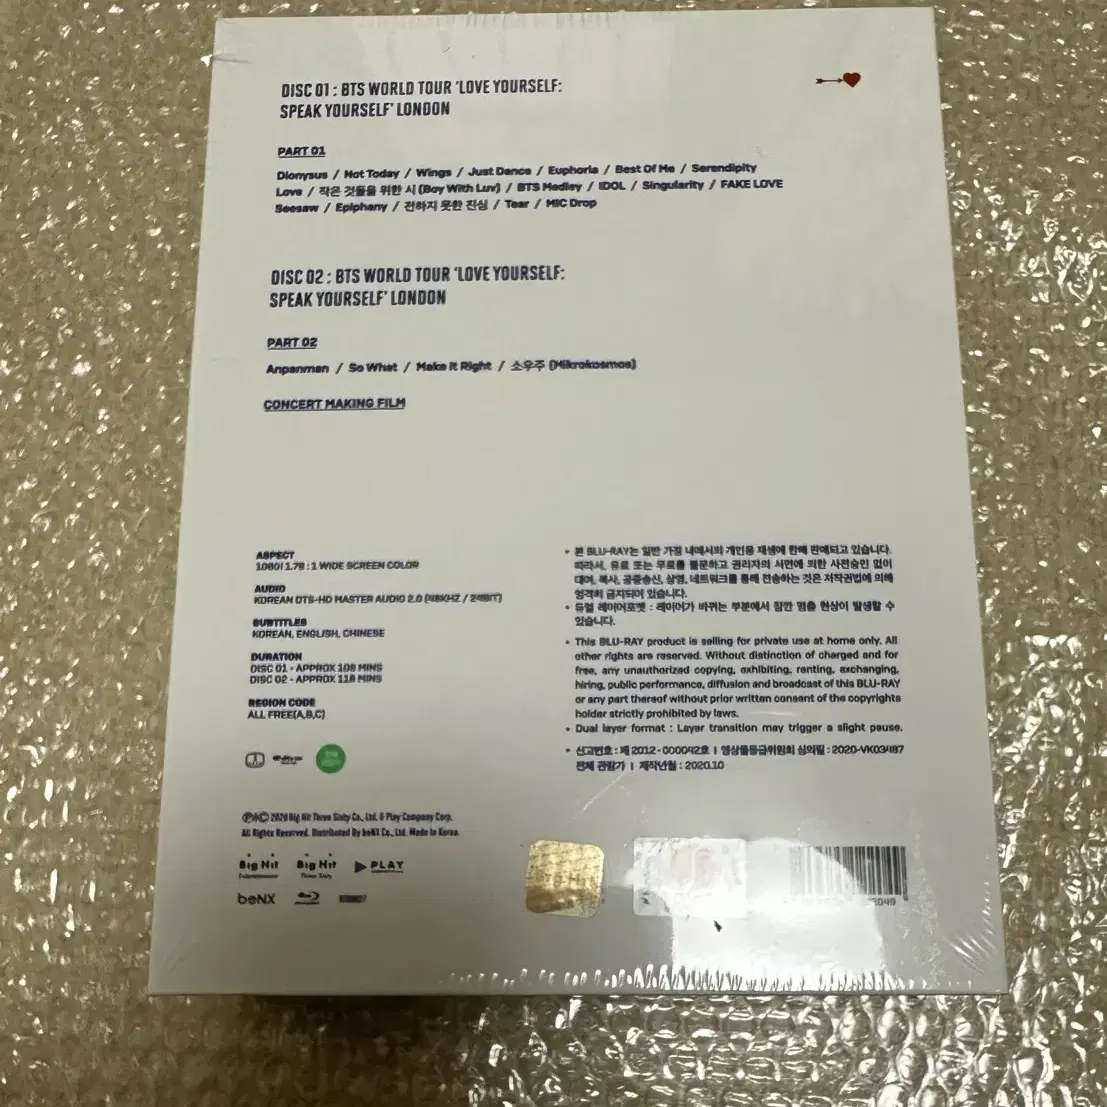 DISC 01 : BTS WORLD TOUR 'LOVE YOURSELF:
SPEAK YOURSELF' LONDON
PART 01
Dionysus / Not Today / Wings / Just Dance / Euphoria / Best Of Me / Serendipity
Love / 작은 것들을 위한 시 (Boy With Luv) / BTS Medley / IDOL / Singularity / FAKE LOVE
Seesaw / Epiphany / 전하지 못한 진심 / Tear / MIC Drop
DISC 02 : BTS WORLD TOUR 'LOVE YOURSELF:
SPEAK YOURSELF' LONDON
PART 02
Anpanman / So What / Make It Right / 소우주 (Mikrokosmos)
CONCERT MAKING FILM
ASPECT
1080i 1.78 : 1 WIDE SCREEN COLOR
AUDIO
KOREAN DTS-HD MASTER AUDIO 2.0 (48KHZ / 24BIT)
SUBTITLES
KOREAN, ENGLISH, CHINESE
DURATION
DISC 01 - APPROX 108 MINS
DISC 02 - APPROX 118 MINS
REGION CODE
ALL FREE(A,B,C)
• 본 BLU-RAY는 일반 가정 내에서의 개인용 재생에 한해 판매되고 있습니다.
따라서, 유료 또는 무료를 불문하고 권리자의 서면에 의한 사전승인 없이
대여, 복사, 공중송신, 상영, 네트워크를 통해 전송하는 것은 저작권법에 의해
엄격히 금지되어 있습니다.
• 듀얼 레이어포맷 : 레이어가 바뀌는 부분에서 잠깐 멈춤 현상이 발생할 수
있습니다.
• This BLU-RAY product is selling for private use at home only. All
other rights are reserved. Without distinction of charged and for
free, any unauthorized copying, exhibiting, renting, exchanging,
hiring, public performance, diffusion and broadcast of this BLU-RAY
or any part thereof without prior written consent of the copyrights
holder strictly prohibited by laws.
• Dual layer format : Layer transition may trigger a slight pause.
• 신고번호 : 제 2012-000042호 I 영상물등급위원회 심의필 : 2020-VK03487
전체 관람가 I 제작년월 : 2020.10
℗&© 2020 Big Hit Three Sixty Co., Ltd. & Play Company Corp.
All Rights Reserved. Distributed By beNX Co., Ltd. Made in Korea.
Big Hit Entertainment
Big Hit Three Sixty
PLAY
beNX